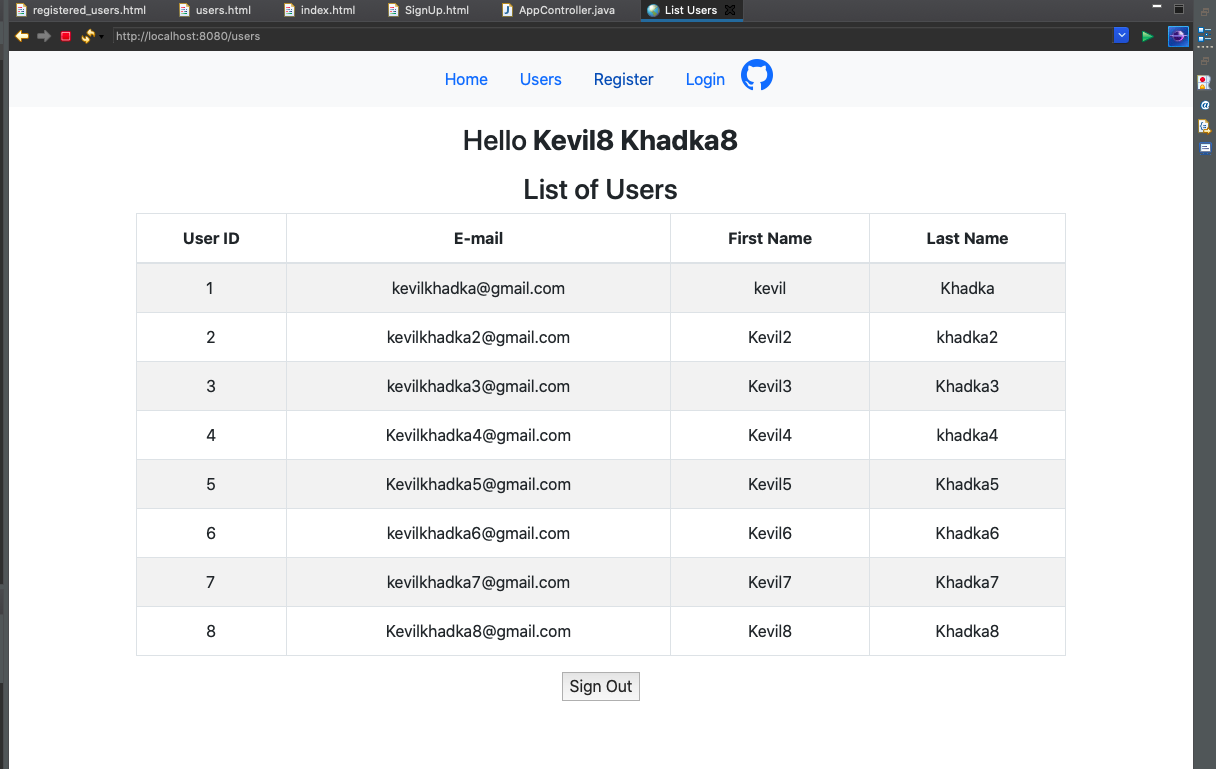 registered_users.html users.html index.html SignUp.html AppController.java List Users
http://localhost:8080/users
Home Users Register Login
Hello Kevil8 Khadka8
List of Users
User ID E-mail First Name Last Name
1 kevilkhadka@gmail.com kevil Khadka
2 kevilkhadka2@gmail.com Kevil2 khadka2
3 kevilkhadka3@gmail.com Kevil3 Khadka3
4 Kevilkhadka4@gmail.com Kevil4 khadka4
5 Kevilkhadka5@gmail.com Kevil5 Khadka5
6 kevilkhadka6@gmail.com Kevil6 Khadka6
7 kevilkhadka7@gmail.com Kevil7 Khadka7
8 Kevilkhadka8@gmail.com Kevil8 Khadka8
Sign Out